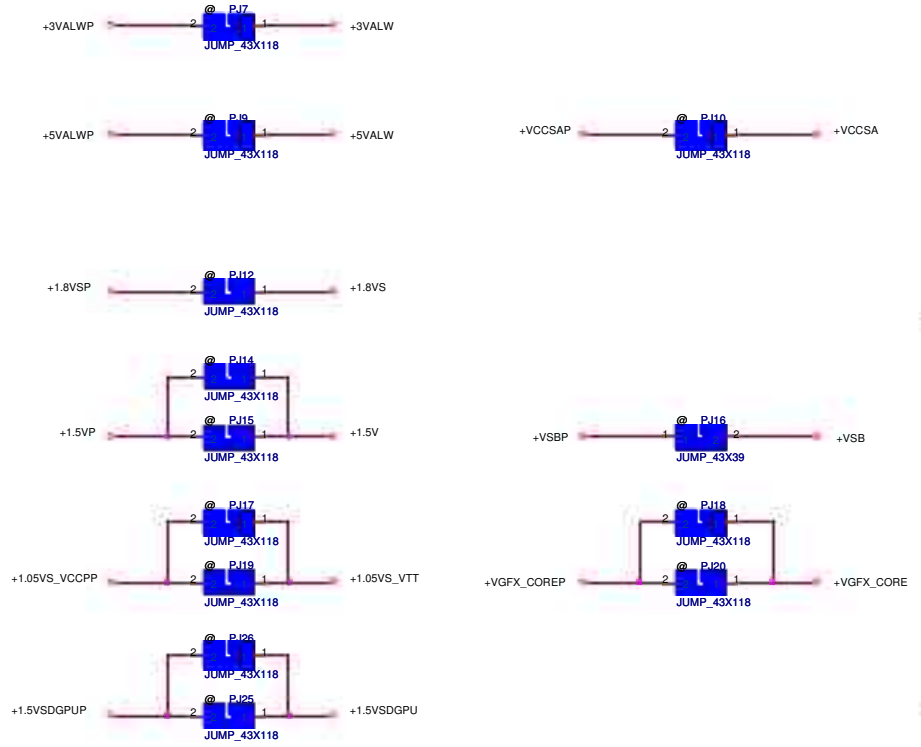 @ PJ7
+3VALWP 2 1 +3VALW
JUMP_43X118
@ PJ9
+5VALWP 2 1 +5VALW
JUMP_43X118
@ PJ10
+VCCSAP 2 1 +VCCSA
JUMP_43X118
@ PJ12
+1.8VSP 2 1 +1.8VS
JUMP_43X118
@ PJ14
2 1
JUMP_43X118
@ PJ15
+1.5VP 2 1 +1.5V
JUMP_43X118
@ PJ16
+VSBP 1 2 +VSB
JUMP_43X39
@ PJ17
2 1
JUMP_43X118
@ PJ19
+1.05VS_VCCPP 2 1 +1.05VS_VTT
JUMP_43X118
@ PJ18
2 1
JUMP_43X118
@ PJ20
+VGFX_COREP 2 1 +VGFX_CORE
JUMP_43X118
@ PJ26
2 1
JUMP_43X118
@ PJ25
+1.5VSDGPUP 2 1 +1.5VSDGPU
JUMP_43X118